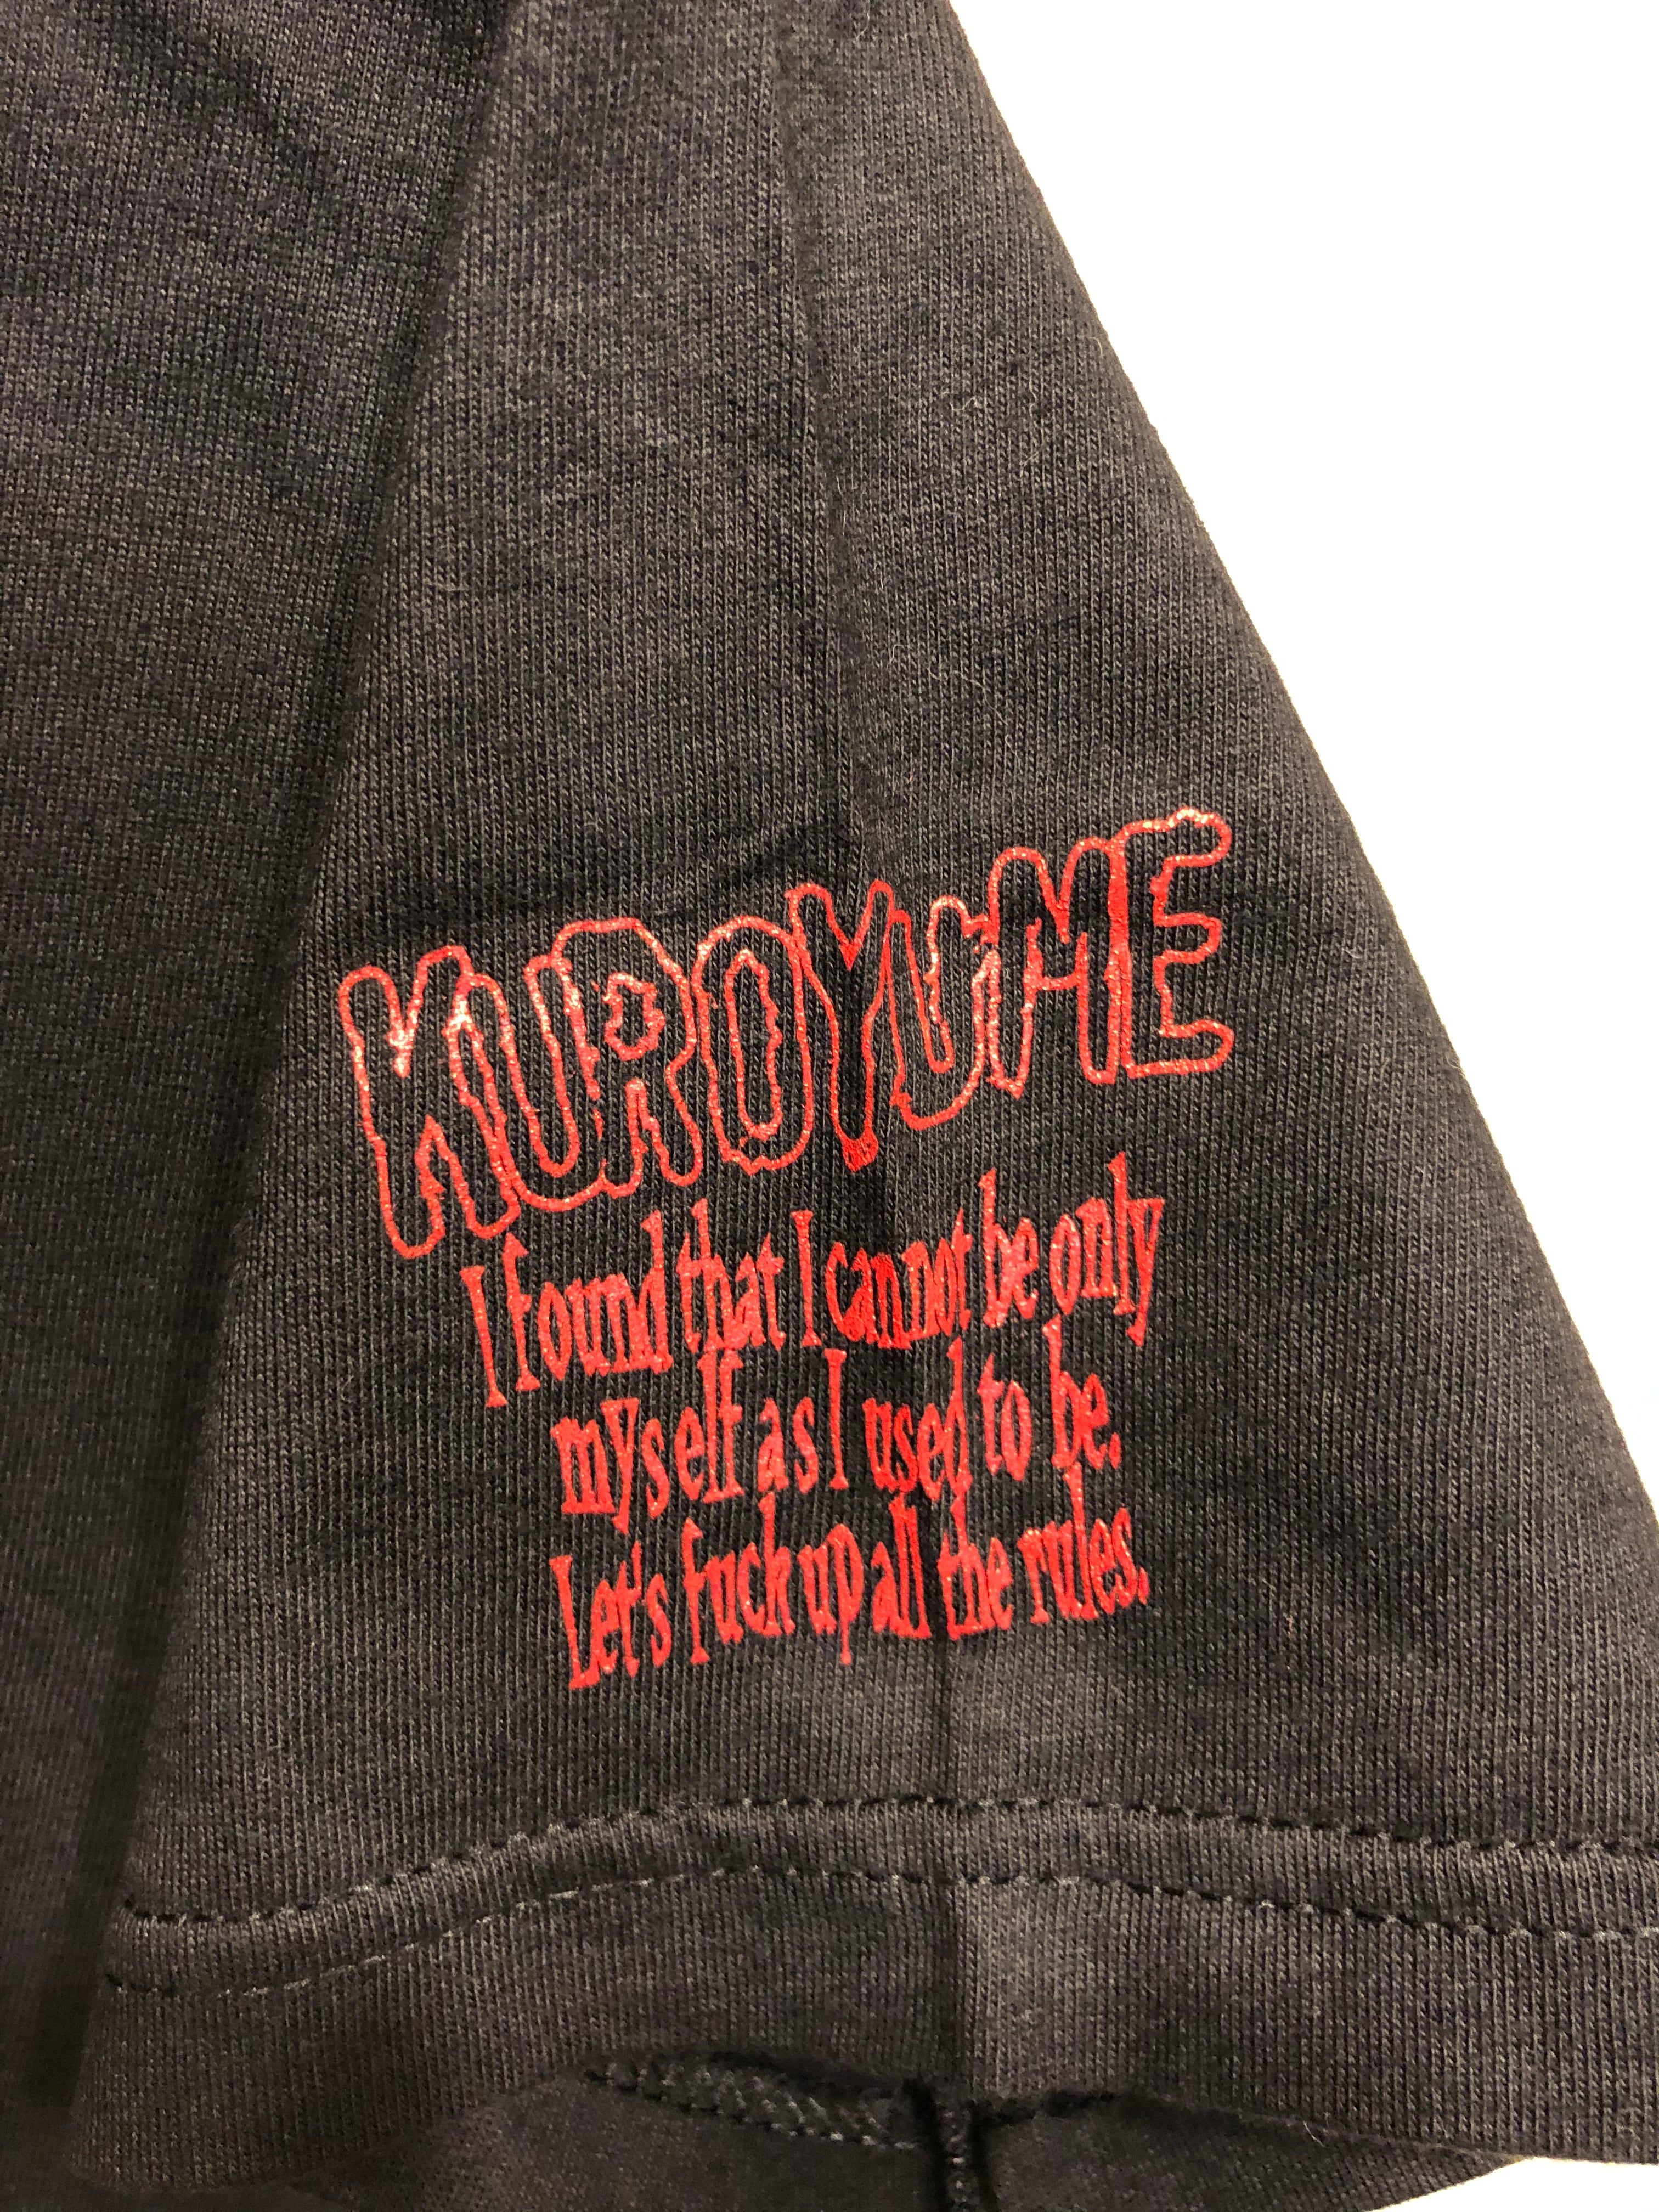 KUROYUME
I found that I cannot be only
myself as I used to be.
Let's fuck up all the rules.